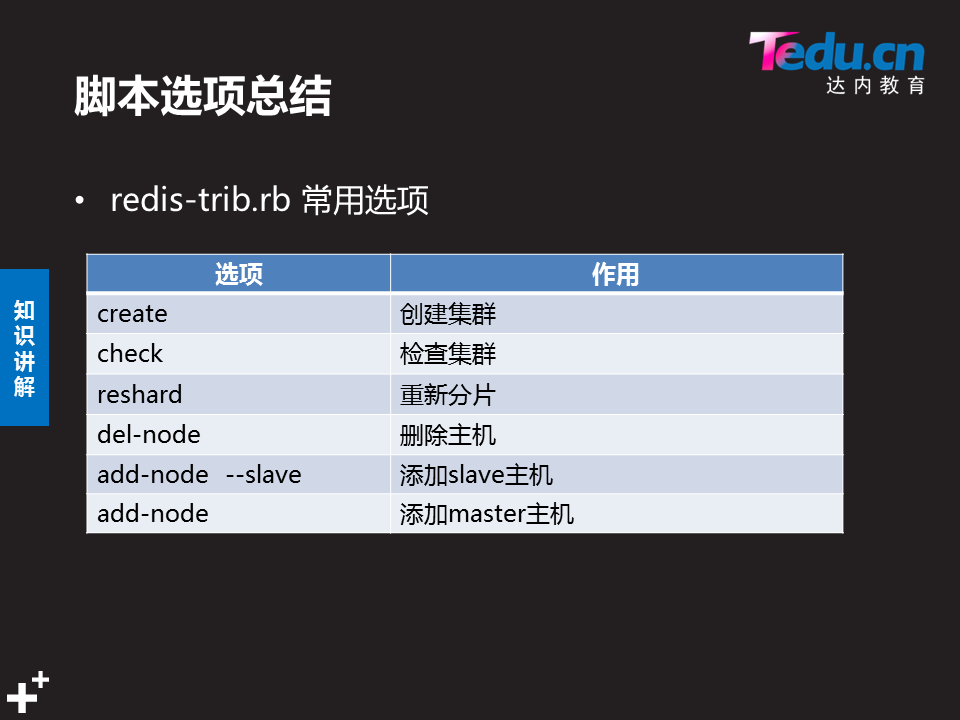 Tedu.cn
达内教育
脚本选项总结
• redis-trib.rb 常用选项
选项 作用
create 创建集群
check 检查集群
reshard 重新分片
del-node 删除主机
add-node --slave 添加slave主机
add-node 添加master主机
知识讲解